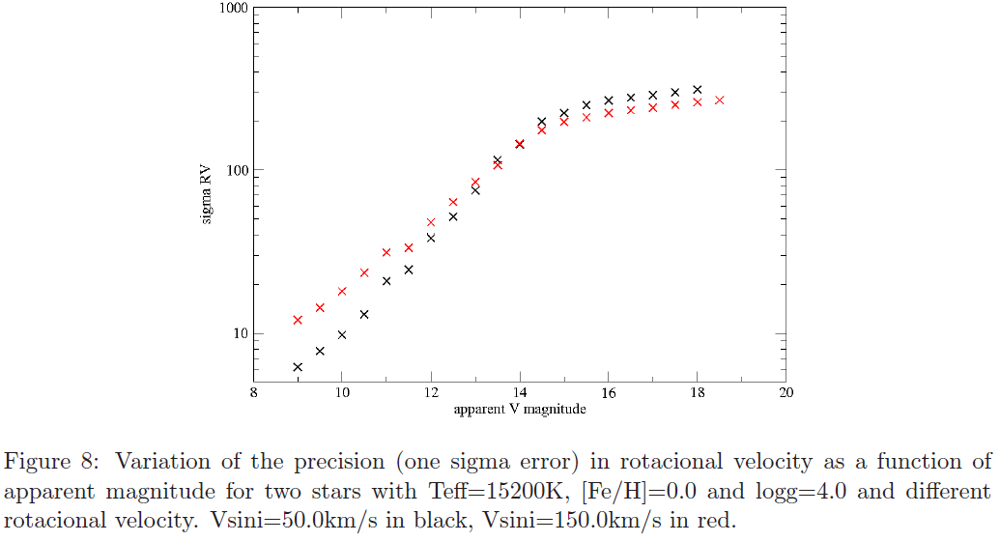 1000
100
10
sigma RV
8 10 12 14 16 18 20
apparent V magnitude
Figure 8: Variation of the precision (one sigma error) in rotacional velocity as a function of
apparent magnitude for two stars with Teff=15200K, [Fe/H]=0.0 and logg=4.0 and different
rotacional velocity. Vsini=50.0km/s in black, Vsini=150.0km/s in red.